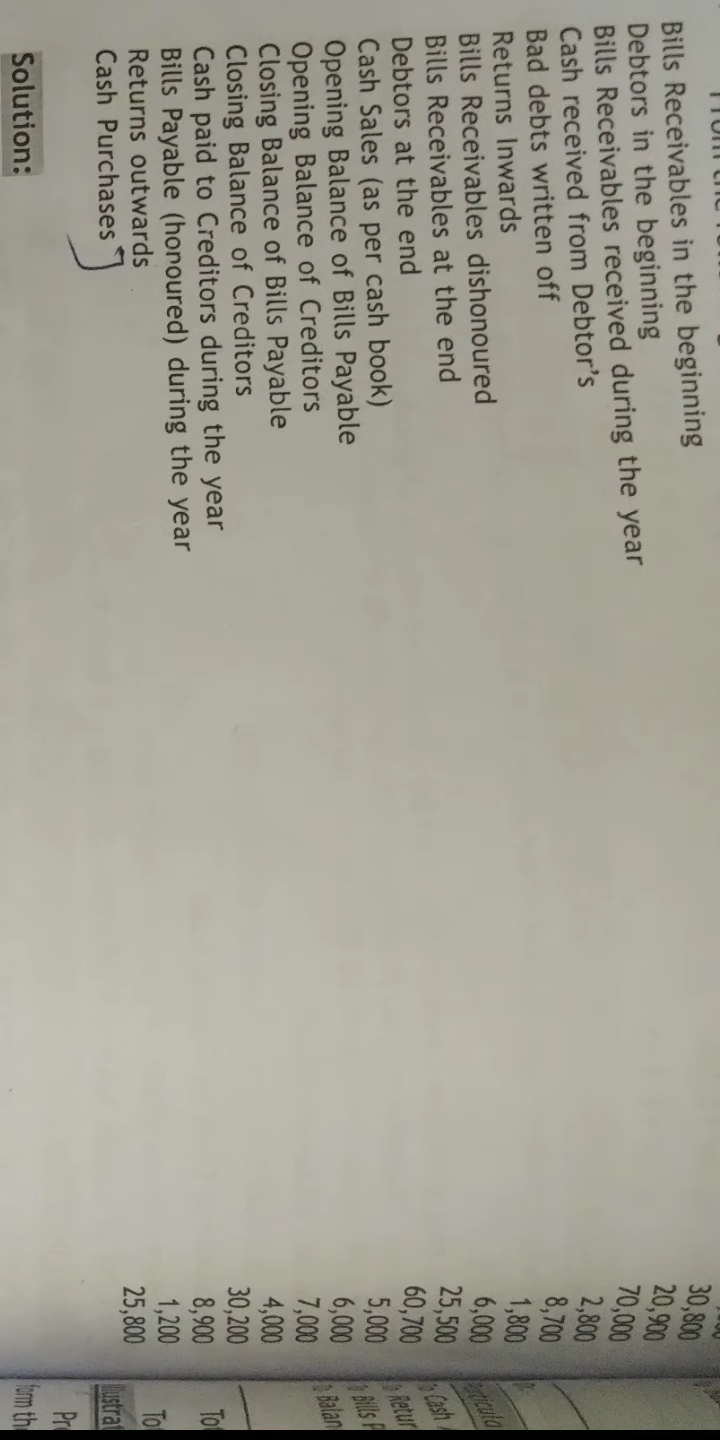 Bills Receivables in the beginning
Debtors in the beginning 30,800
Bills Receivables received during the year 20,900
Cash received from Debtor's 70,000
Bad debts written off 2,800
Returns Inwards 8,700
Bills Receivables dishonoured 1,800
Bills Receivables at the end 6,000
Debtors at the end 25,500
Cash Sales (as per cash book) 60,700
Opening Balance of Bills Payable 5,000
Opening Balance of Creditors 6,000
Closing Balance of Bills Payable 7,000
Closing Balance of Creditors 4,000
Cash paid to Creditors during the year 30,200
Bills Payable (honoured) during the year 8,900
Returns outwards 1,200
Cash Purchases 25,800
Solution: